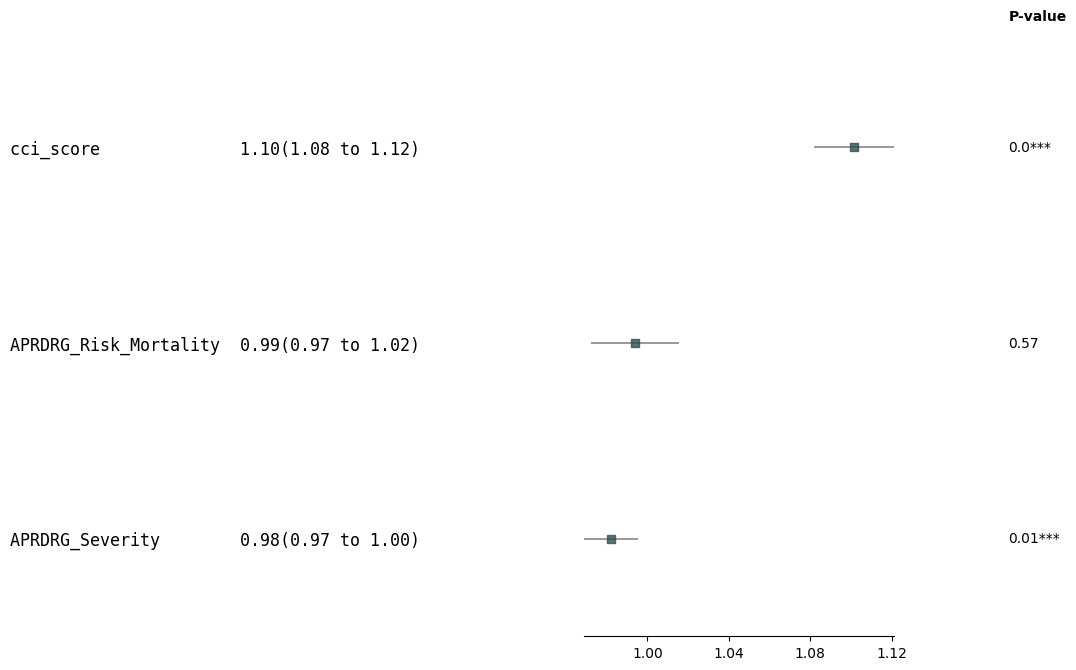 P-value
cci_score 1.10(1.08 to 1.12) 0.0***
APRDRG_Risk_Mortality 0.99(0.97 to 1.02) 0.57
APRDRG_Severity 0.98(0.97 to 1.00) 0.01***
1.00 1.04 1.08 1.12